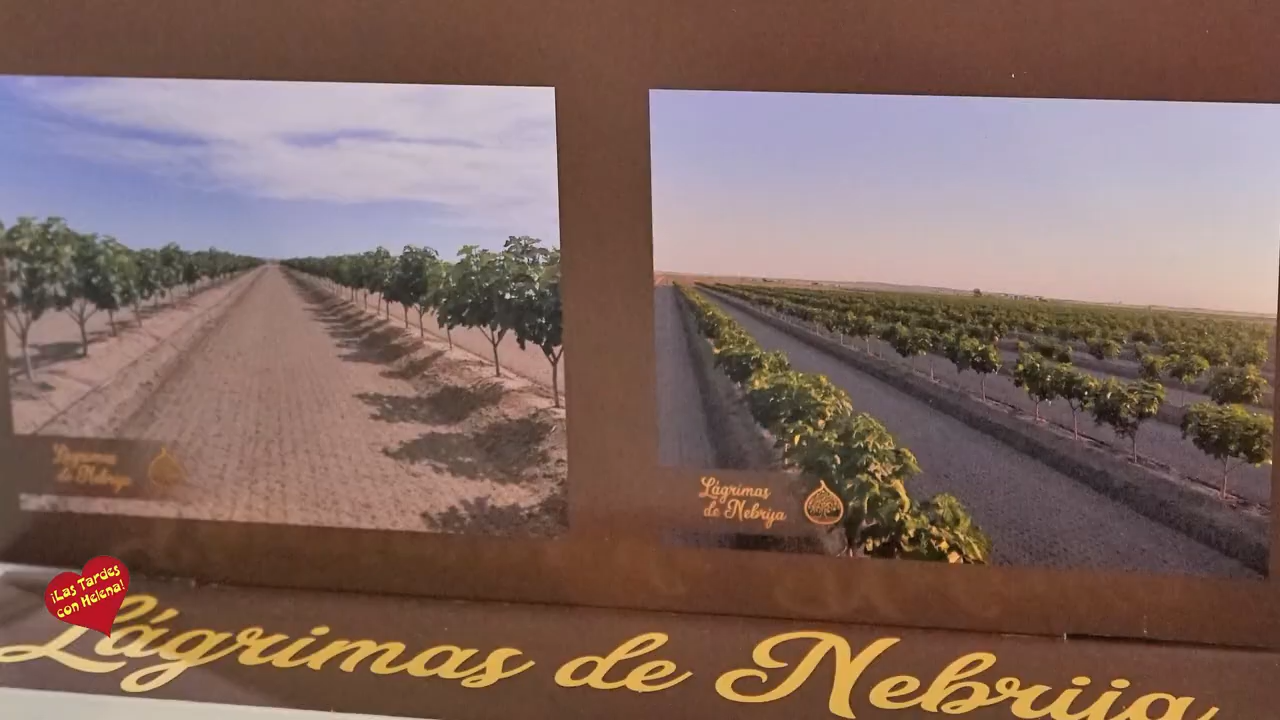 Lágrimas
de Nebrija
Lágrimas
de Nebrija
¡Las Tardes
con Helena!
Lágrimas de Nebrija